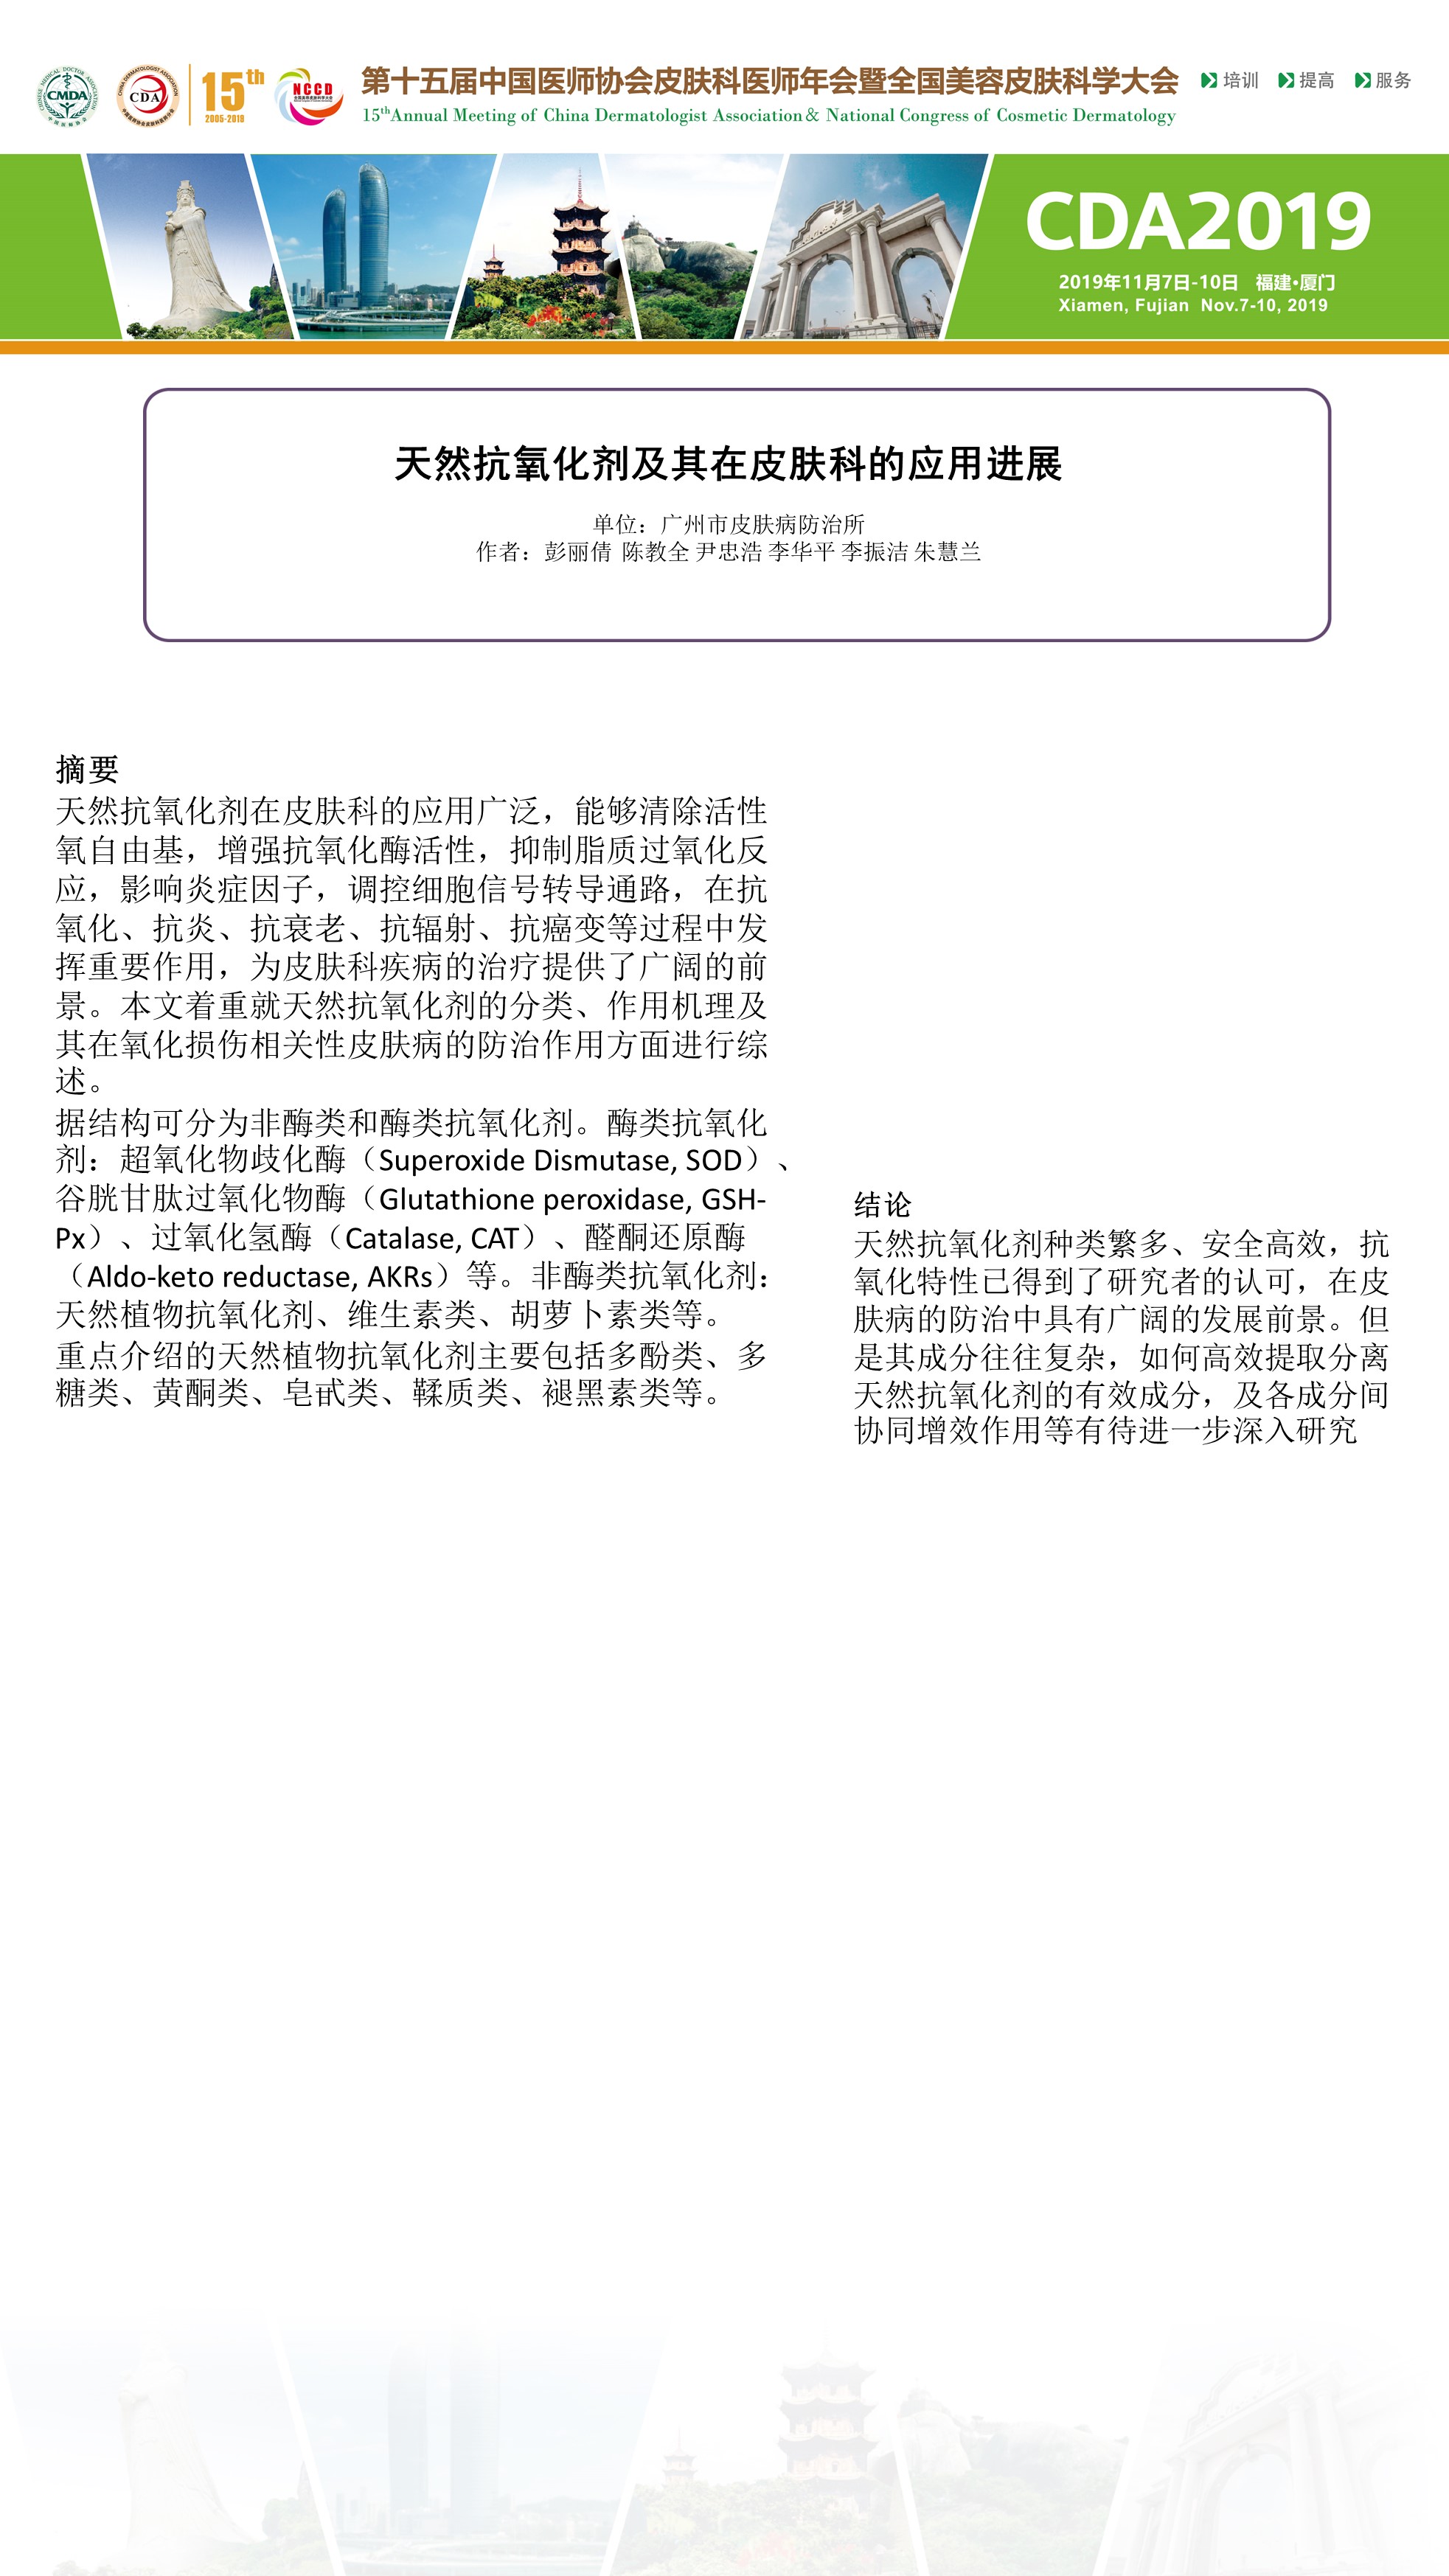 CHINESE MEDICAL DOCTOR ASSOCIATION
CMDA
中国医师协会
CHINA DERMATOLOGIST ASSOCIATION
CDA
15th
2005-2019
NCCD
第十五届中国医师协会皮肤科医师年会暨全国美容皮肤科学大会
15thAnnual Meeting of China Dermatologist Association& National Congress of Cosmetic Dermatology
培训 提高 服务
CDA2019
2019年11月7日-10日 福建·厦门
Xiamen, Fujian Nov.7-10, 2019
天然抗氧化剂及其在皮肤科的应用进展
单位：广州市皮肤病防治所
作者：彭丽倩 陈教全 尹忠浩 李华平 李振洁 朱慧兰
摘要
天然抗氧化剂在皮肤科的应用广泛，能够清除活性
氧自由基，增强抗氧化酶活性，抑制脂质过氧化反
应，影响炎症因子，调控细胞信号转导通路，在抗
氧化、抗炎、抗衰老、抗辐射、抗癌变等过程中发
挥重要作用，为皮肤科疾病的治疗提供了广阔的前
景。本文着重就天然抗氧化剂的分类、作用机理及
其在氧化损伤相关性皮肤病的防治作用方面进行综
述。
据结构可分为非酶类和酶类抗氧化剂。酶类抗氧化
剂：超氧化物歧化酶（Superoxide Dismutase, SOD）、
谷胱甘肽过氧化物酶（Glutathione peroxidase, GSH-
Px）、过氧化氢酶（Catalase, CAT）、醛酮还原酶
（Aldo-keto reductase, AKRs）等。非酶类抗氧化剂：
天然植物抗氧化剂、维生素类、胡萝卜素类等。
重点介绍的天然植物抗氧化剂主要包括多酚类、多
糖类、黄酮类、皂甙类、鞣质类、褪黑素类等。
结论
天然抗氧化剂种类繁多、安全高效，抗
氧化特性已得到了研究者的认可，在皮
肤病的防治中具有广阔的发展前景。但
是其成分往往复杂，如何高效提取分离
天然抗氧化剂的有效成分，及各成分间
协同增效作用等有待进一步深入研究